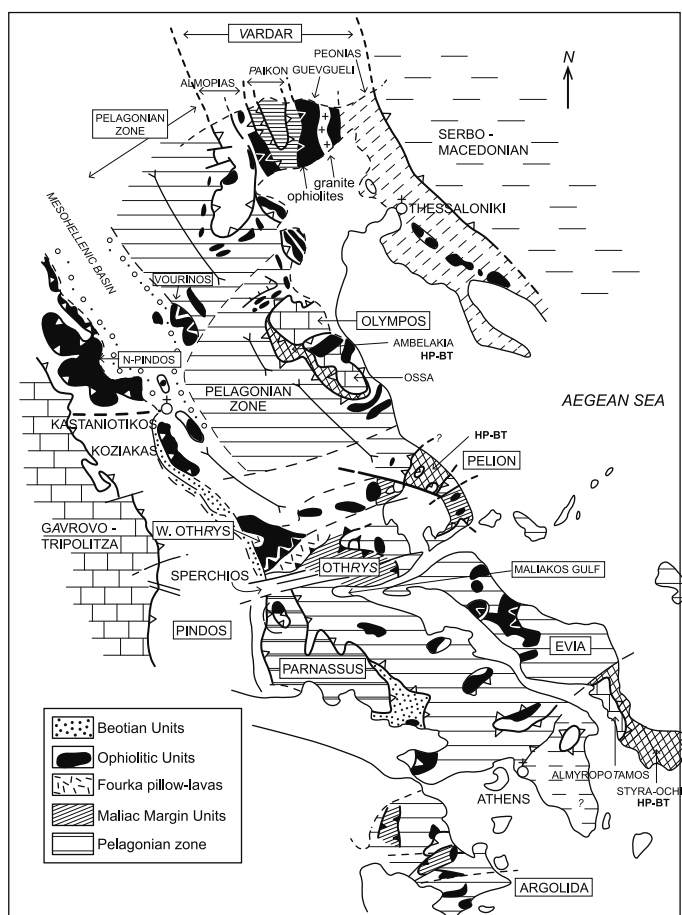 VARDAR
PEONIAS
PAIKON
GUEVGUELI
ALMOPIAS
N
PELAGONIAN
ZONE
SERBO -
MACEDONIAN
granite
ophiolites
THESSALONIKI
MESOHELLENIC BASIN
VOURINOS
OLYMPOS
AMBELAKIA
HP-BT
N-PINDOS
OSSA
PELAGONIAN
ZONE
AEGEAN SEA
KASTANIOTIKOS
KOZIAKAS
HP-BT
?
PELION
GAVROVO -
TRIPOLITZA
W. OTHRYS
OTHRYS
MALIAKOS GULF
SPERCHIOS
PINDOS
EVIA
PARNASSUS
Beotian Units
Ophiolitic Units
Fourka pillow-lavas
Maliac Margin Units
Pelagonian zone
ALMYROPOTAMOS
STYRA-OCHI
HP-BT
ATHENS
?
ARGOLIDA